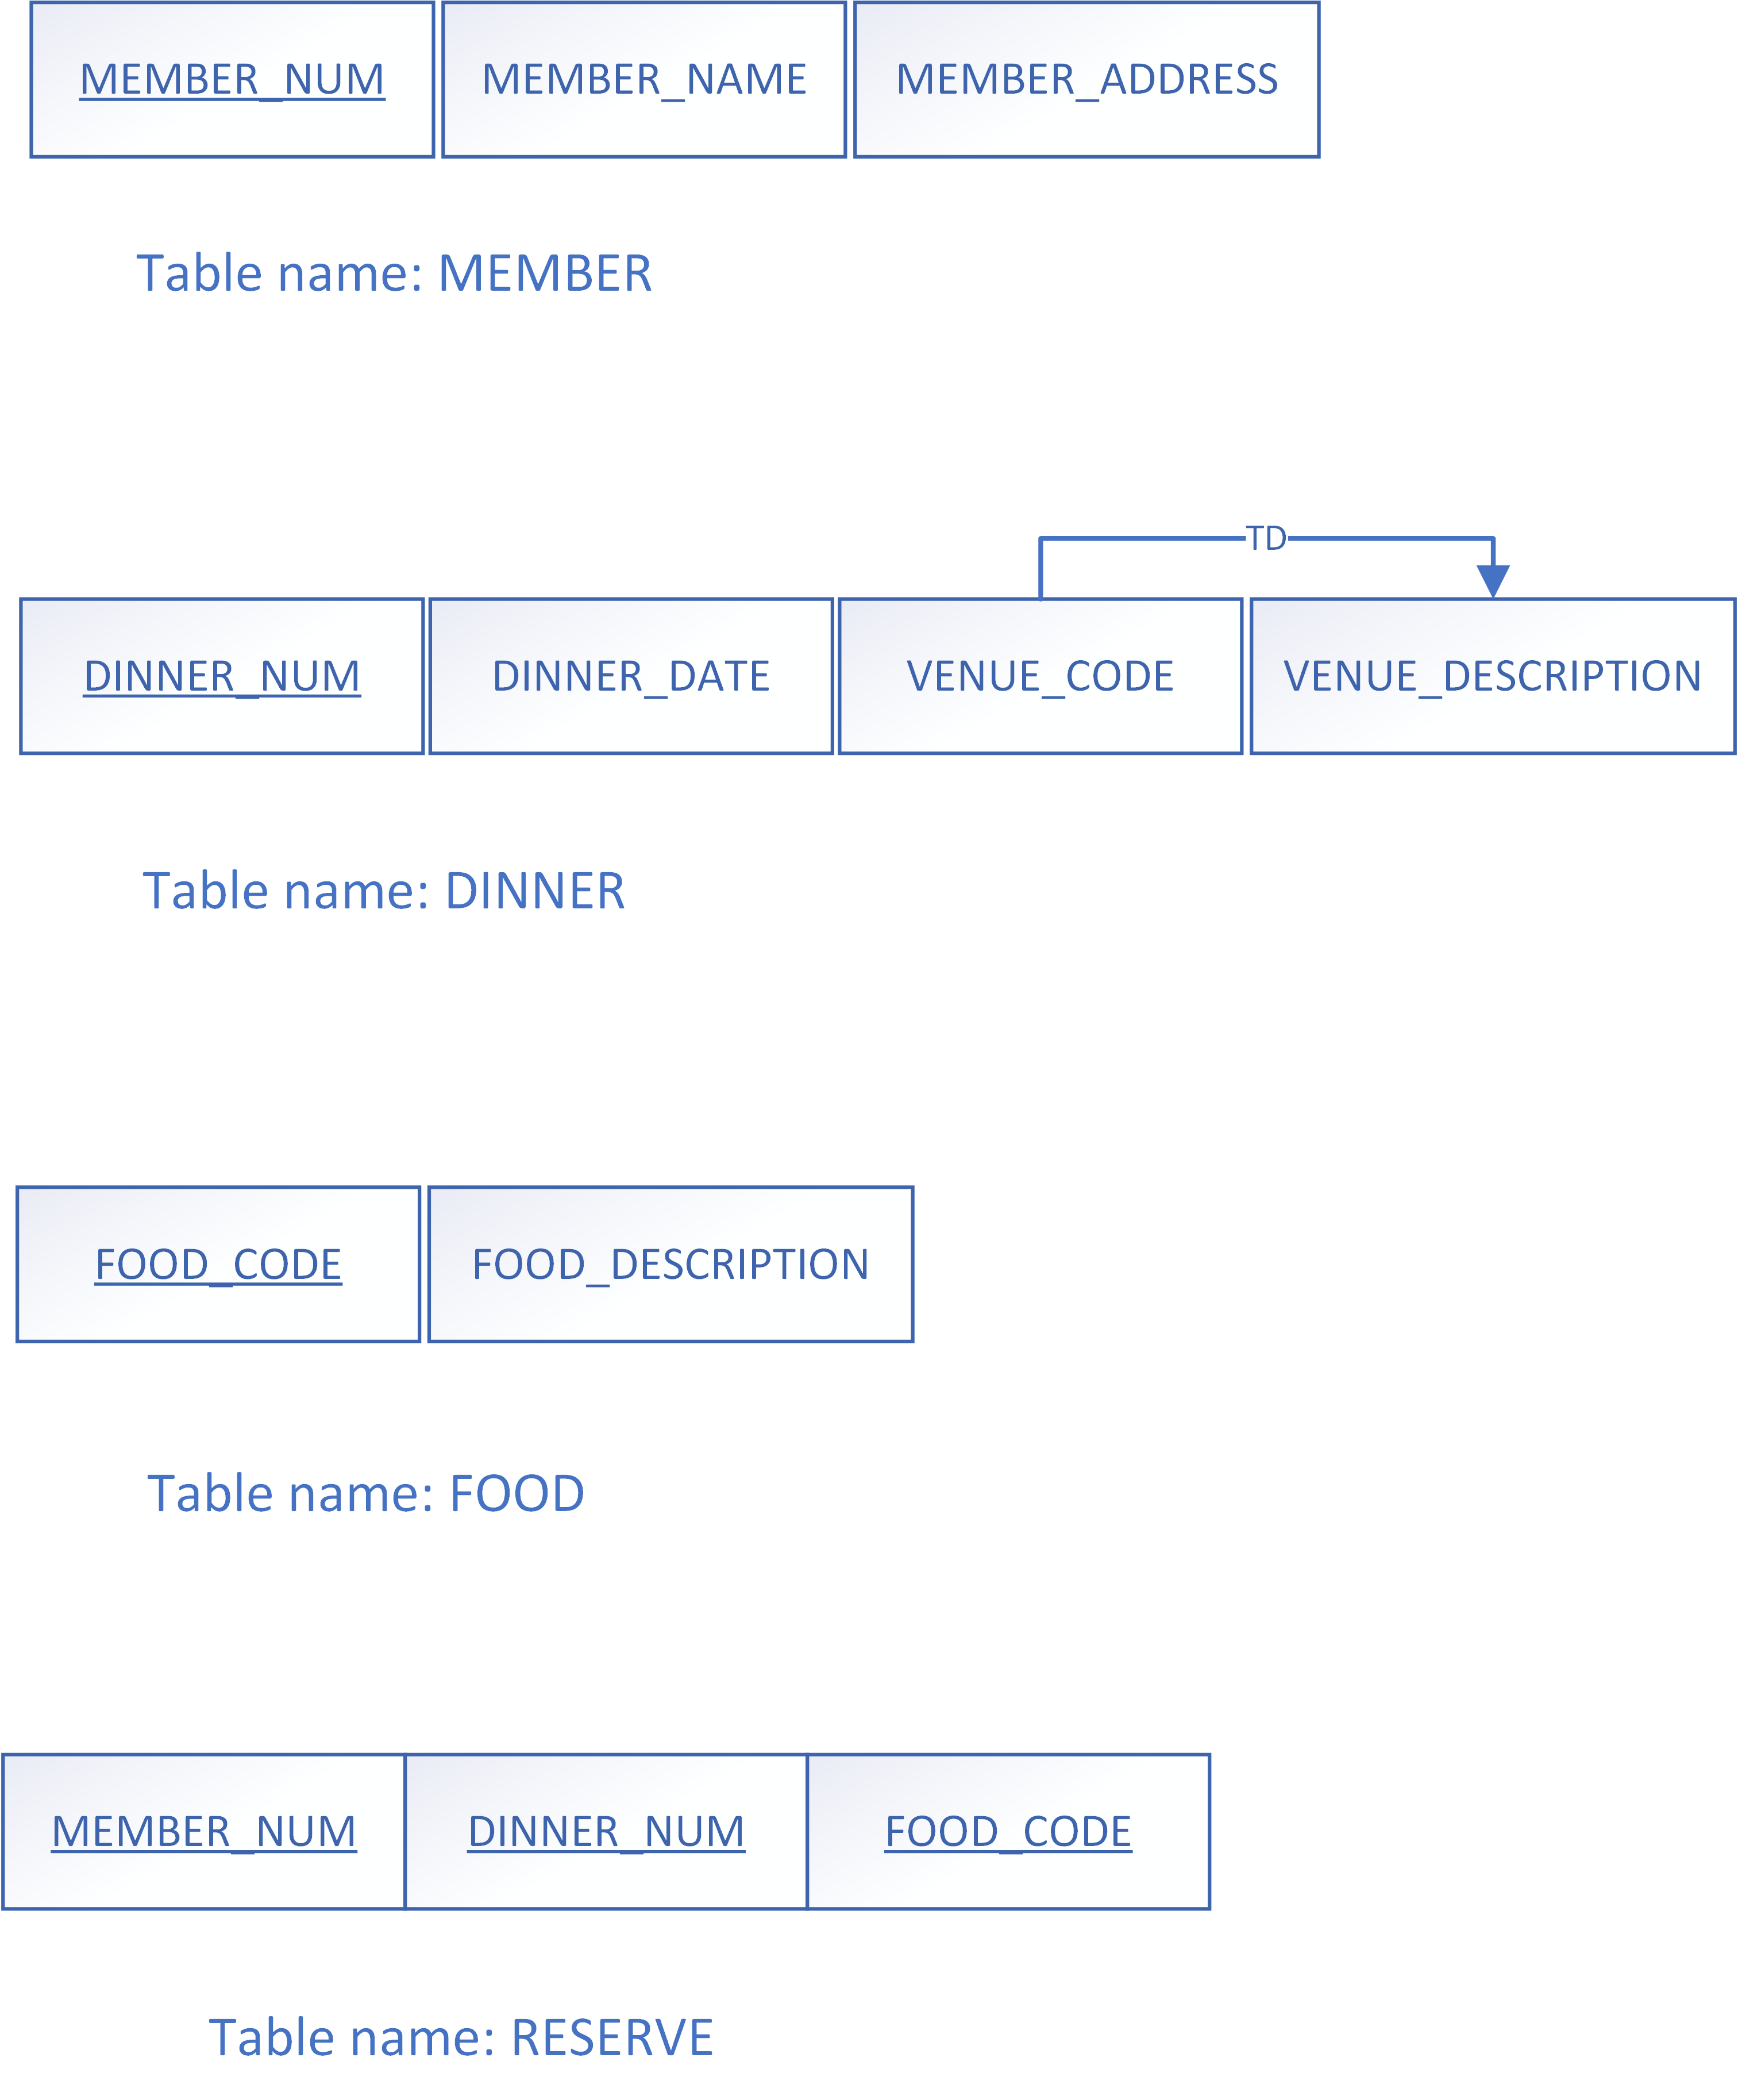 MEMBER_NUM MEMBER_NAME MEMBER_ADDRESS
Table name: MEMBER
TD
DINNER_NUM DINNER_DATE VENUE_CODE VENUE_DESCRIPTION
Table name: DINNER
FOOD_CODE FOOD_DESCRIPTION
Table name: FOOD
MEMBER_NUM DINNER_NUM FOOD_CODE
Table name: RESERVE